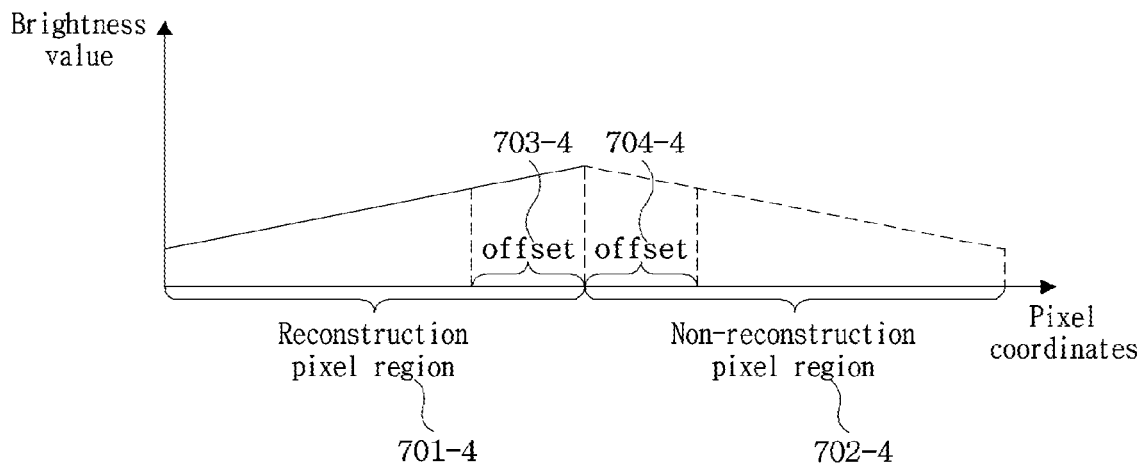 Brightness
value
703-4
704-4
offset
offset
Reconstruction
pixel region
Non-reconstruction
pixel region
Pixel
coordinates
701-4
702-4